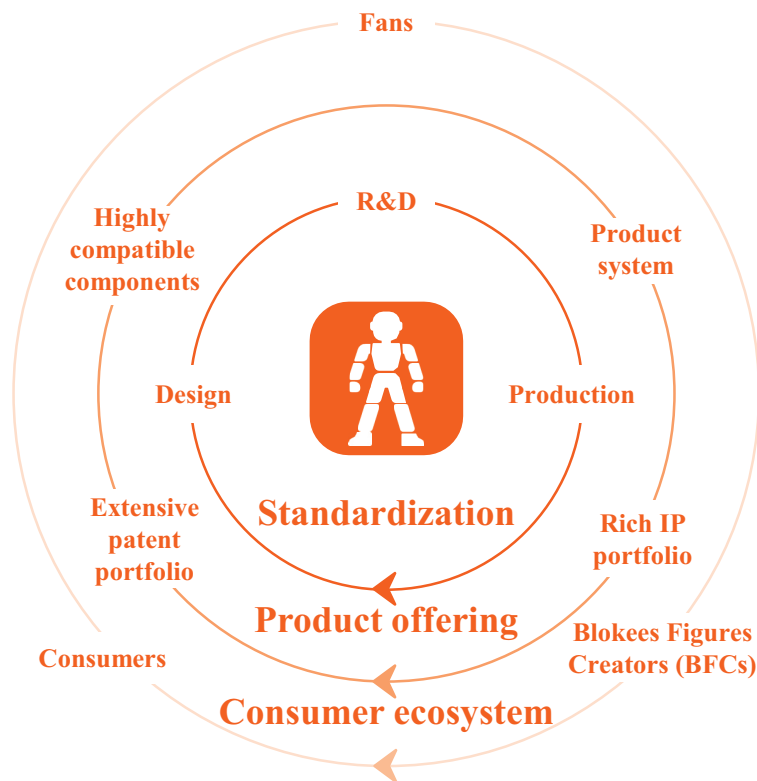 Fans
R&D
Highly
compatible
components
Product
system
Design
Production
Standardization
Extensive
patent
portfolio
Rich IP
portfolio
Product offering
Consumers
Blokees Figures
Creators (BFCs)
Consumer ecosystem